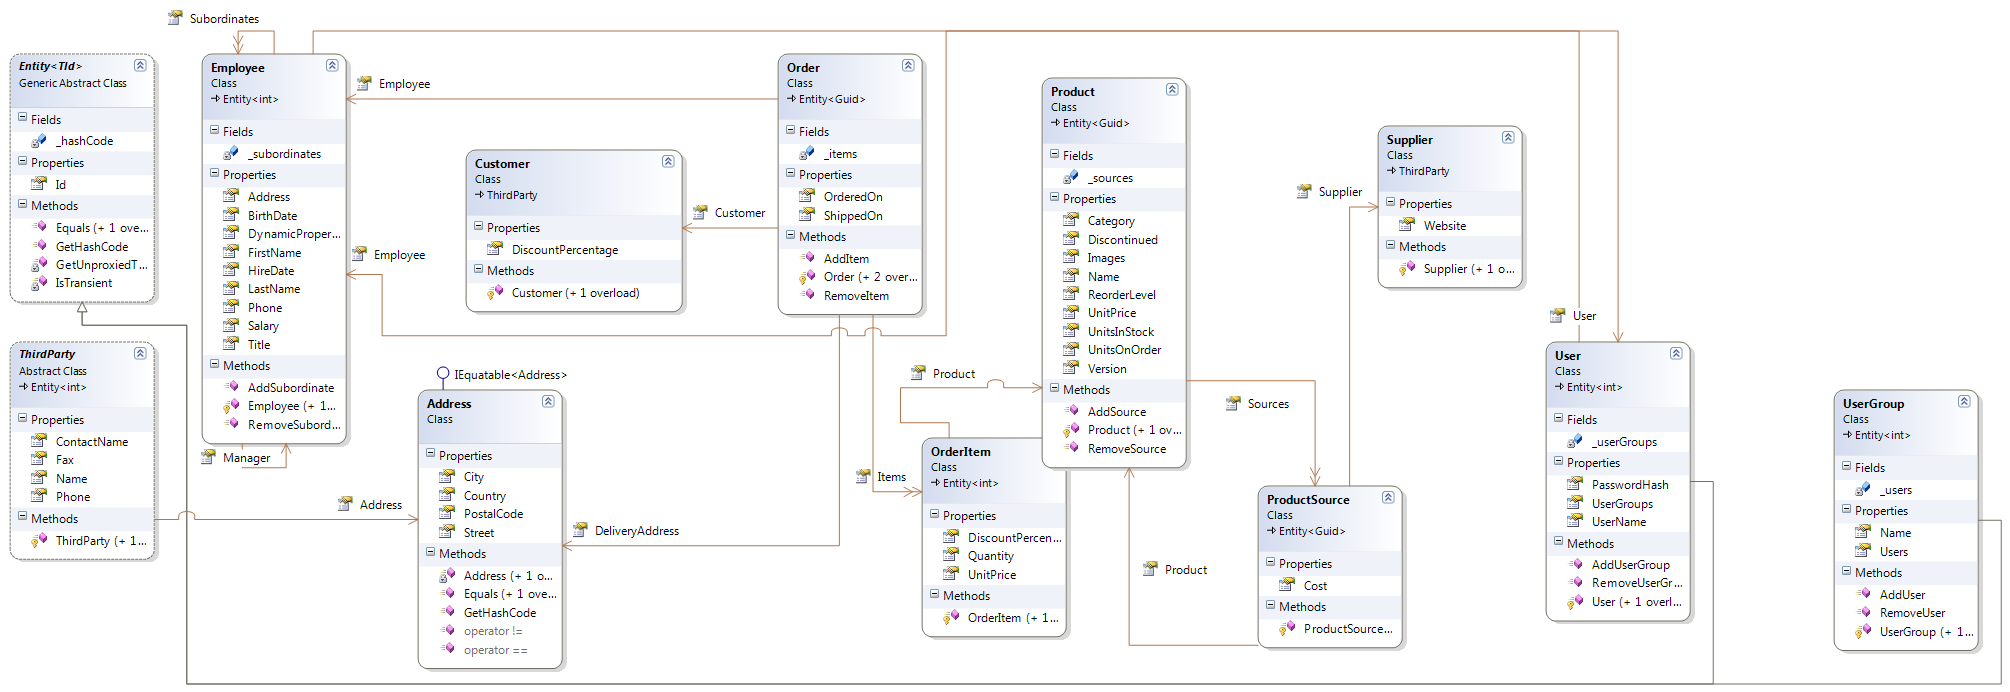 Subordinates
Entity<TId>
Generic Abstract Class
Fields
_hashCode
Properties
Id
Methods
Equals (+ 1 ove...
GetHashCode
GetUnproxiedT...
IsTransient
ThirdParty
Abstract Class
Entity<int>
Properties
ContactName
Fax
Name
Phone
Methods
ThirdParty (+ 1...
Employee
Class
Entity<int>
Fields
_subordinates
Properties
Address
BirthDate
DynamicProper...
FirstName
HireDate
LastName
Phone
Salary
Title
Methods
AddSubordinate
Employee (+ 1...
RemoveSubord...
Manager
Employee
Employee
Address
Customer
Class
ThirdParty
Properties
DiscountPercentage
Methods
Customer (+ 1 overload)
Customer
IEquatable<Address>
Address
Class
Properties
City
Country
PostalCode
Street
Methods
Address (+ 1 o...
Equals (+ 1 ove...
GetHashCode
operator !=
operator ==
DeliveryAddress
Order
Class
Entity<Guid>
Fields
_items
Properties
OrderedOn
ShippedOn
Methods
AddItem
Order (+ 2 over...
RemoveItem
Product
Items
OrderItem
Class
Entity<int>
Properties
DiscountPercen...
Quantity
UnitPrice
Methods
OrderItem (+ 1...
Product
Class
Entity<Guid>
Fields
_sources
Properties
Category
Discontinued
Images
Name
ReorderLevel
UnitPrice
UnitsInStock
UnitsOnOrder
Version
Methods
AddSource
Product (+ 1 ov...
RemoveSource
Sources
Product
ProductSource
Class
Entity<Guid>
Properties
Cost
Methods
ProductSource...
Supplier
Supplier
Class
ThirdParty
Properties
Website
Methods
Supplier (+ 1 o...
User
User
Class
Entity<int>
Fields
_userGroups
Properties
PasswordHash
UserGroups
UserName
Methods
AddUserGroup
RemoveUserGr...
User (+ 1 overl...
UserGroup
Class
Entity<int>
Fields
_users
Properties
Name
Users
Methods
AddUser
RemoveUser
UserGroup (+ 1...